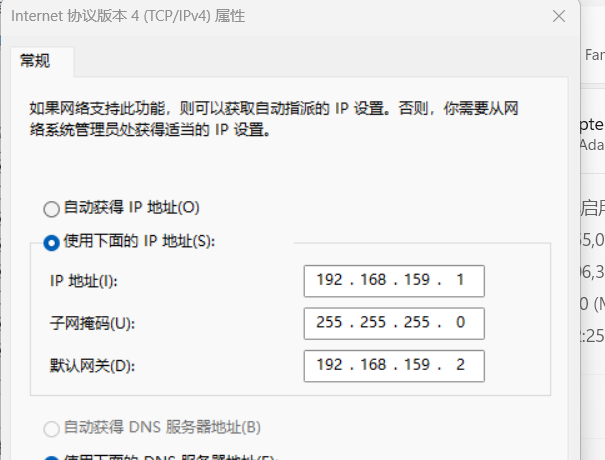 Internet 协议版本 4 (TCP/IPv4) 属性
常规
如果网络支持此功能，则可以获取自动指派的 IP 设置。否则，你需要从网
络系统管理员处获得适当的 IP 设置。
自动获得 IP 地址(O)
使用下面的 IP 地址(S):
IP 地址(I):
192 . 168 . 159 . 1
子网掩码(U):
255 . 255 . 255 . 0
默认网关(D):
192 . 168 . 159 . 2
自动获得 DNS 服务器地址(B)
使用下面的 DNS 服务器地址(E):
Fan
pte
Ada
启用
5,0
6,3
0 (M
:25